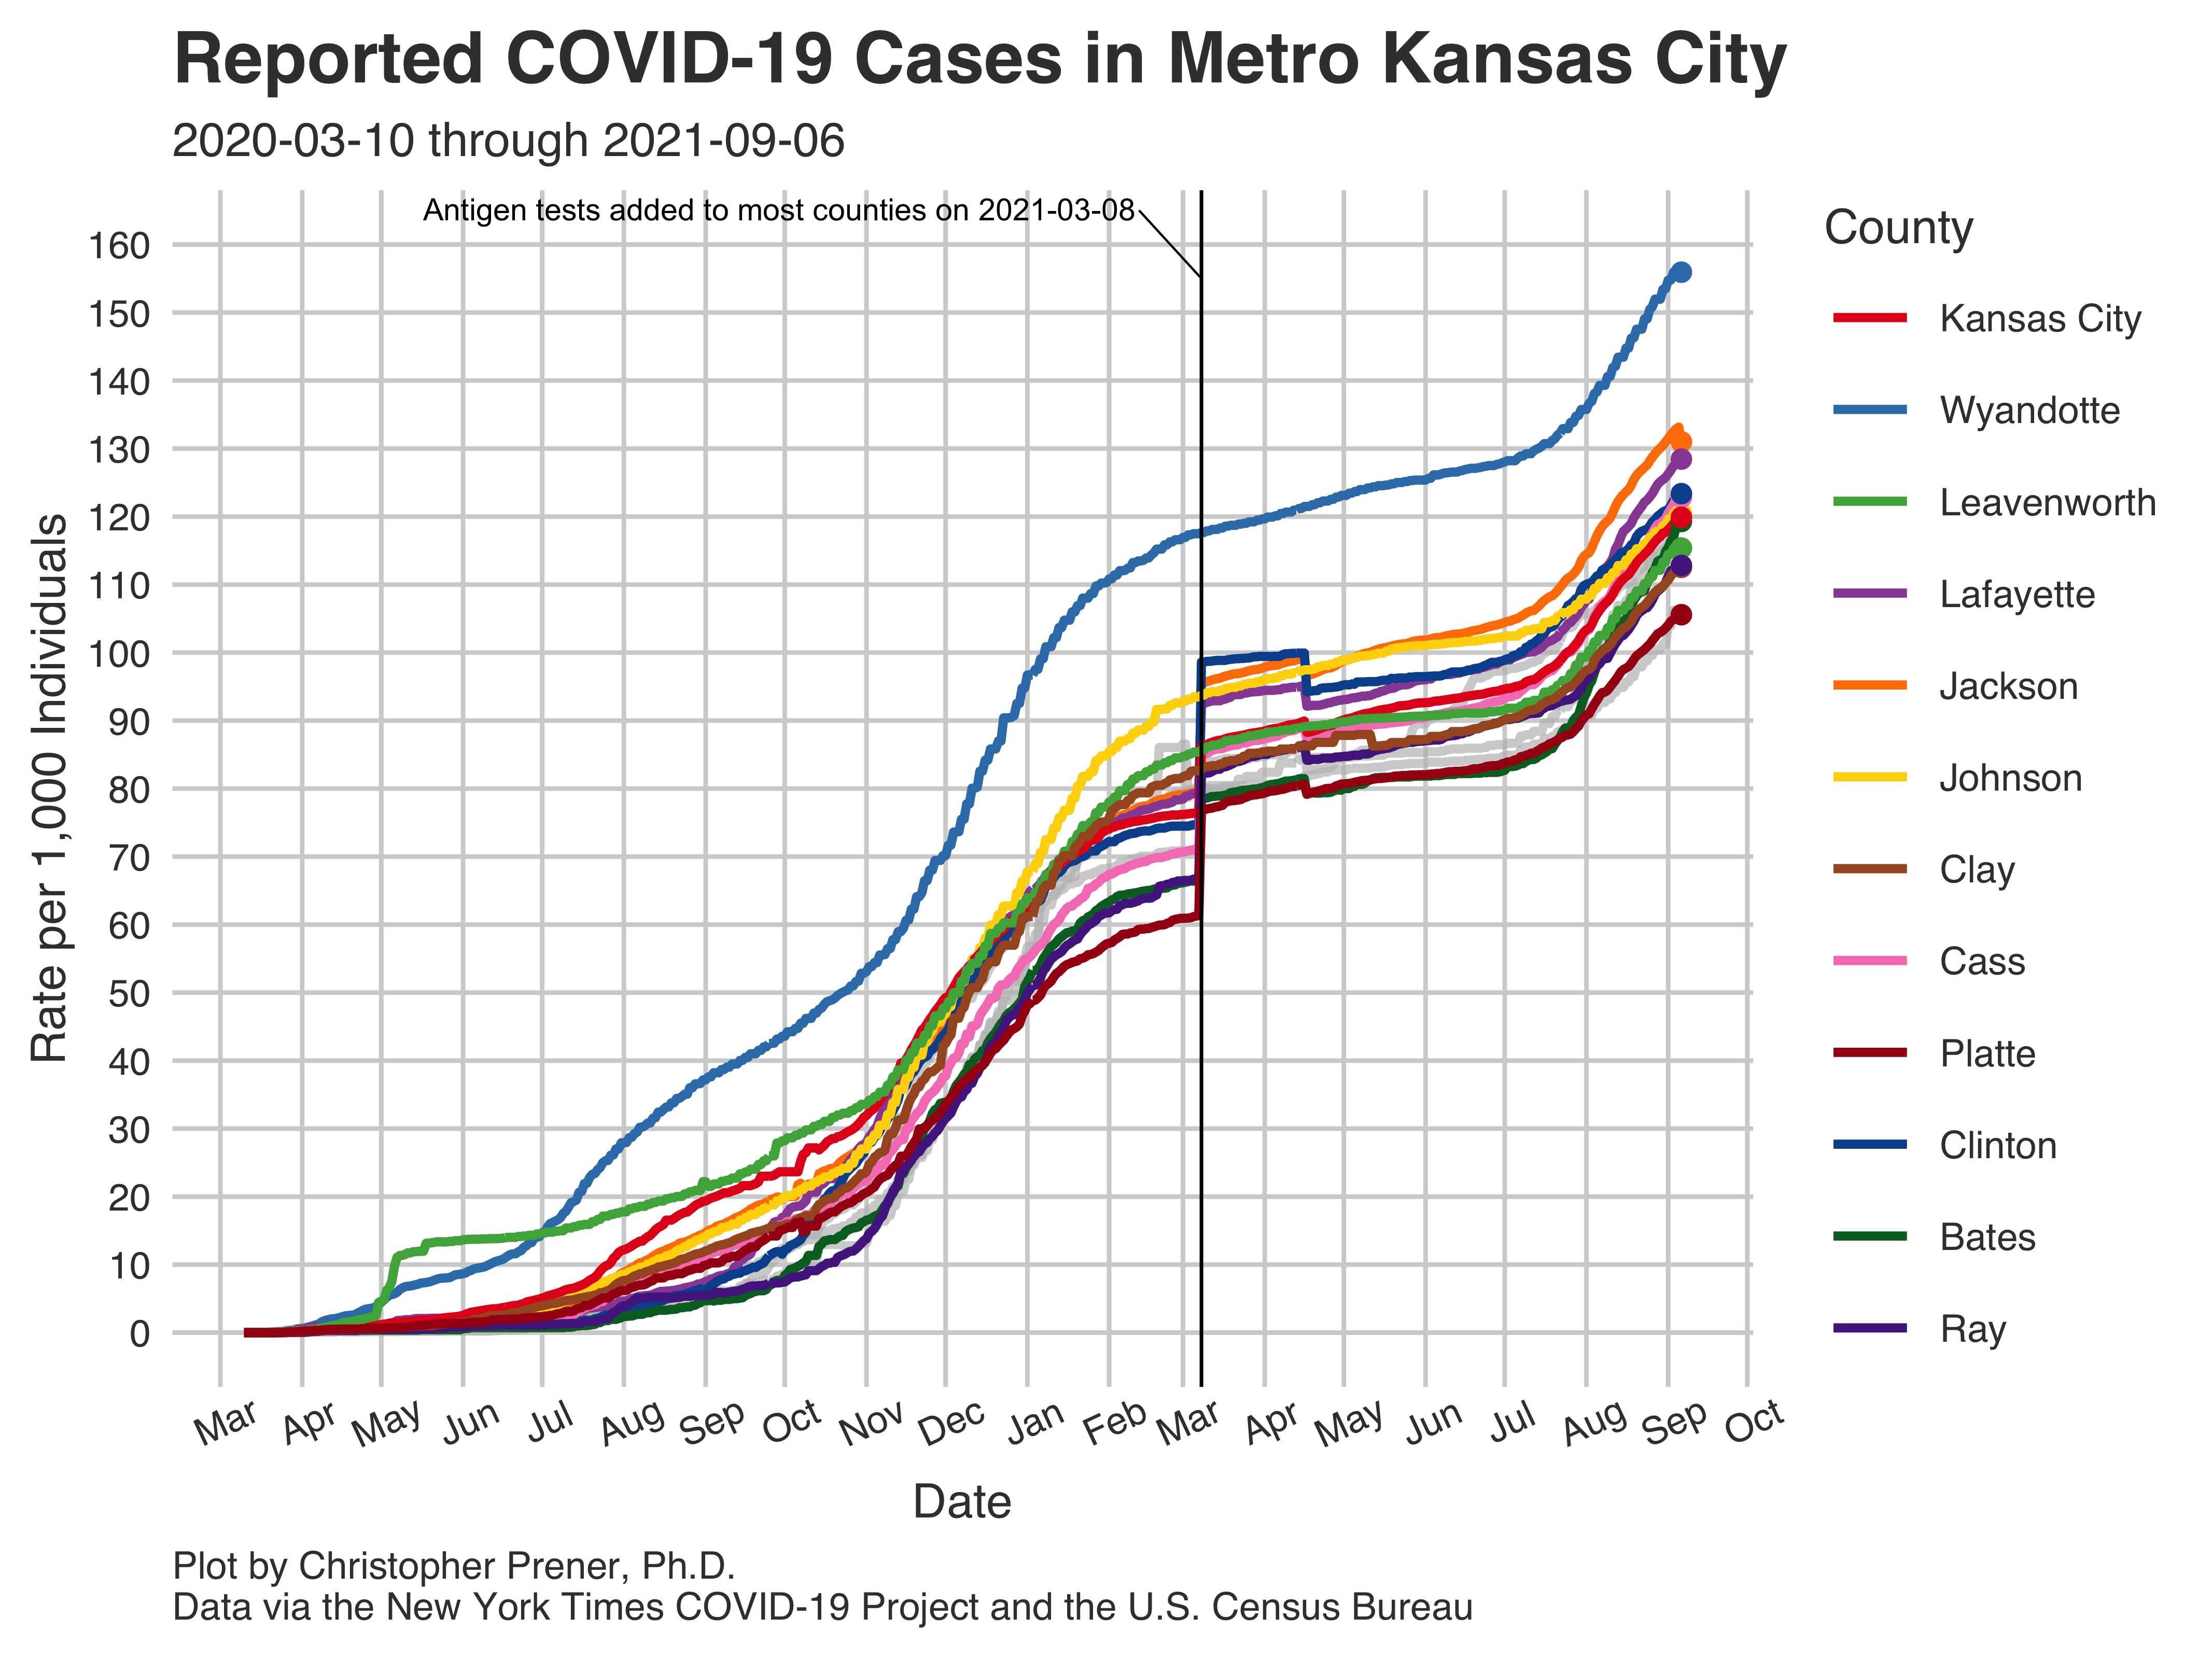 Reported COVID-19 Cases in Metro Kansas City
2020-03-10 through 2021-09-06
Antigen tests added to most counties on 2021-03-08
160
150
140
130
120
110
100
90
80
70
60
50
40
30
20
10
0
Rate per 1,000 Individuals
Mar Apr May Jun Jul Aug Sep Oct Nov Dec Jan Feb Mar Apr May Jun Jul Aug Sep Oct
Date
County
Kansas City
Wyandotte
Leavenworth
Lafayette
Jackson
Johnson
Clay
Cass
Platte
Clinton
Bates
Ray
Plot by Christopher Prener, Ph.D.
Data via the New York Times COVID-19 Project and the U.S. Census Bureau